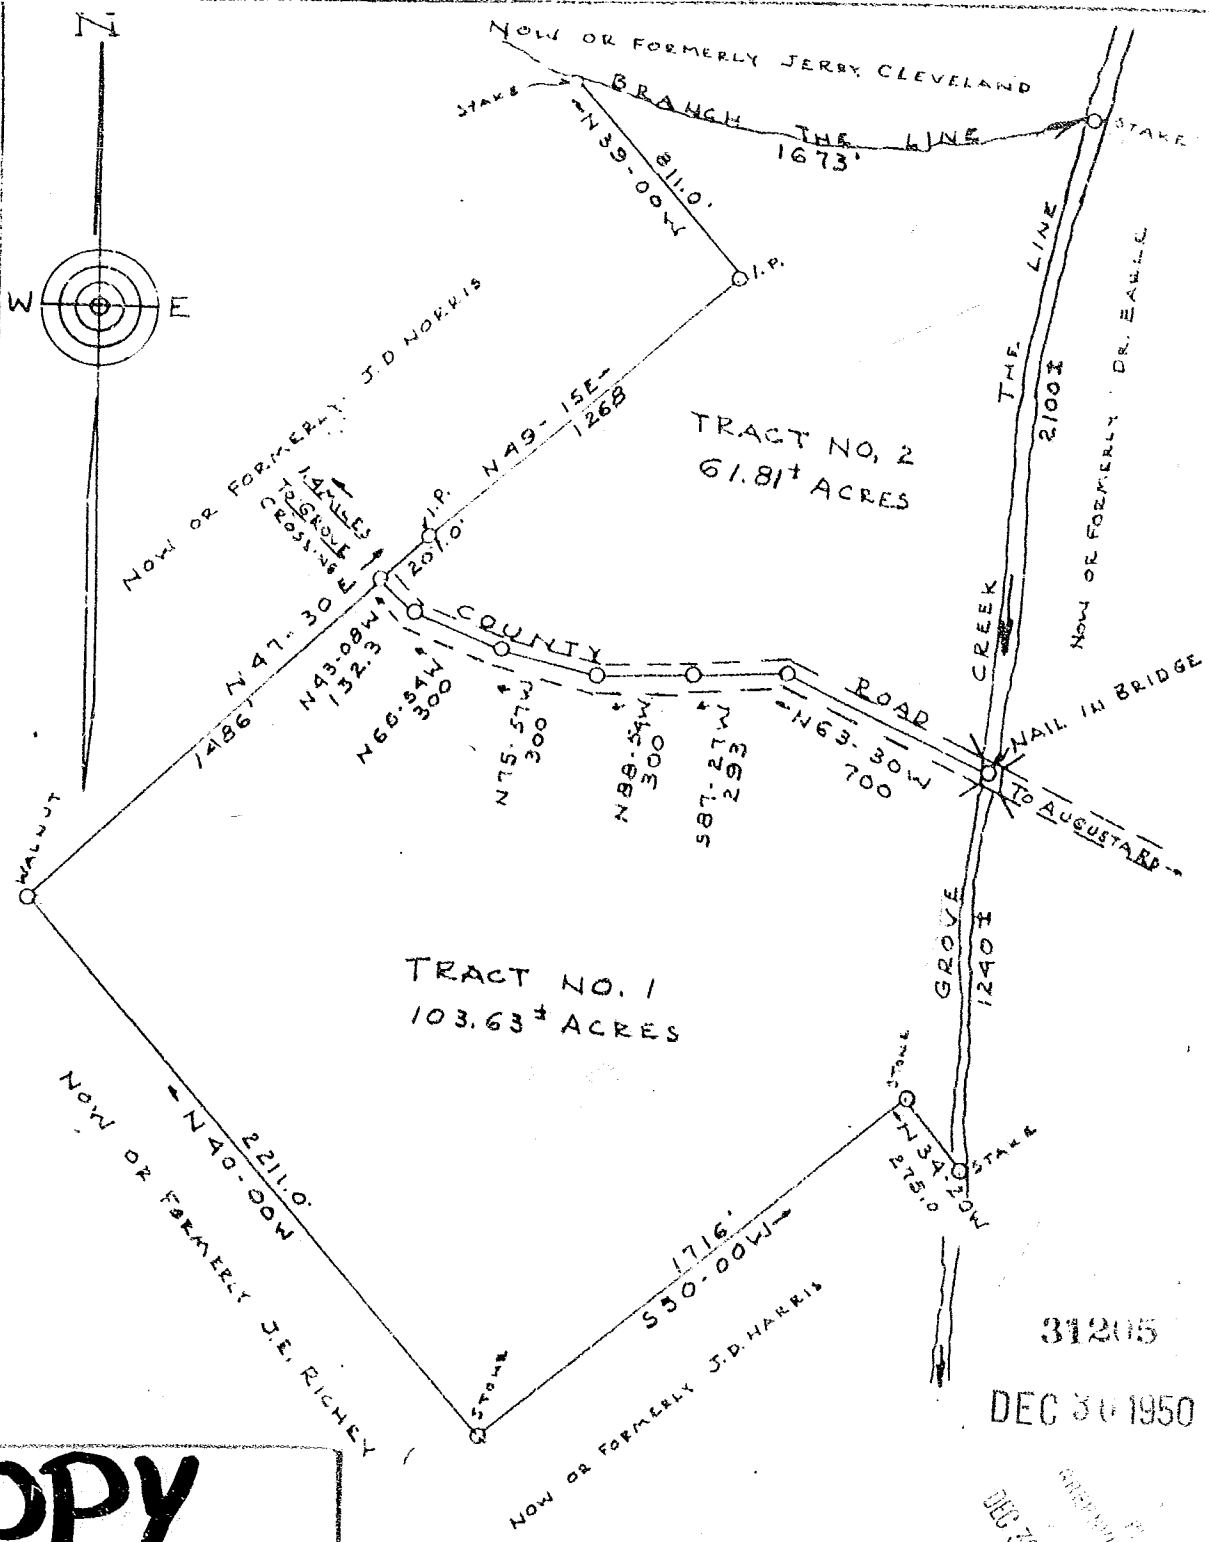 N
W
E
NOW OR FORMERLY JERRY CLEVELAND
STAKE
BRANCH THE LINE
1673'
STAKE
N39-00W
811.0'
I.P.
NOW OR FORMERLY J.D NORRIS
N49-15E
1268
TRACT NO. 2
61.81± ACRES
THE LINE
2100±
NOW OR FORMERLY DR. EARLE
1.4 MILES
TO GROVE
CROSSING
I.P.
201.0'
N47-30E
1486'
COUNTY ROAD
N43-08W
132.3
N66-54W
300
N75-57W
300
N88-54W
300
S87-27W
293
N63-30W
700
CREEK
NAIL IN BRIDGE
TO AUGUSTA RD
WALNUT
GROVE
1240±
TRACT NO. 1
103.63± ACRES
STONE
N34-20W
275.0
STAKE
2211.0'
N40-00W
NOW OR FORMERLY J.E. RICHEY
1716'
S50-00W
NOW OR FORMERLY J.D. HARRIS
STONE
31205
DEC 30 1950
OPY
DEC 30